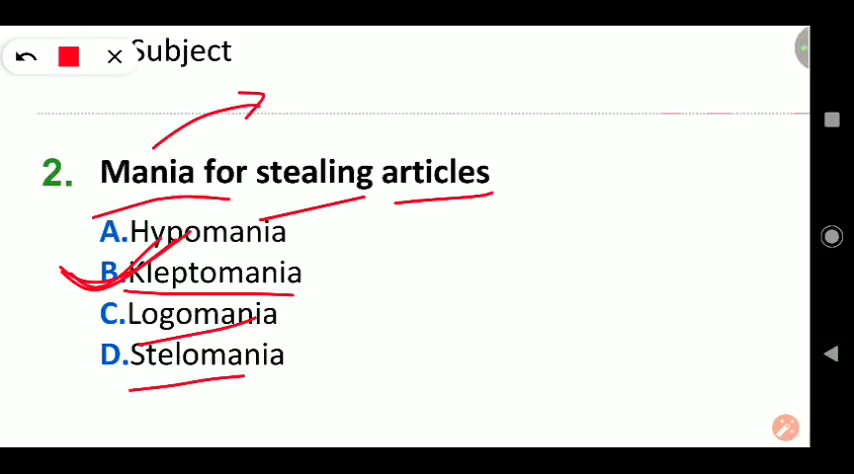 Subject
2. Mania for stealing articles
A.Hypomania
B.Kleptomania
C.Logomania
D.Stelomania